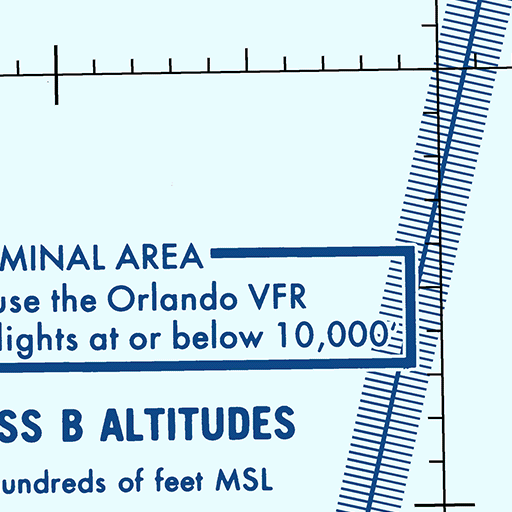 MINAL AREA
use the Orlando VFR
lights at or below 10,000'
SS B ALTITUDES
undreds of feet MSL